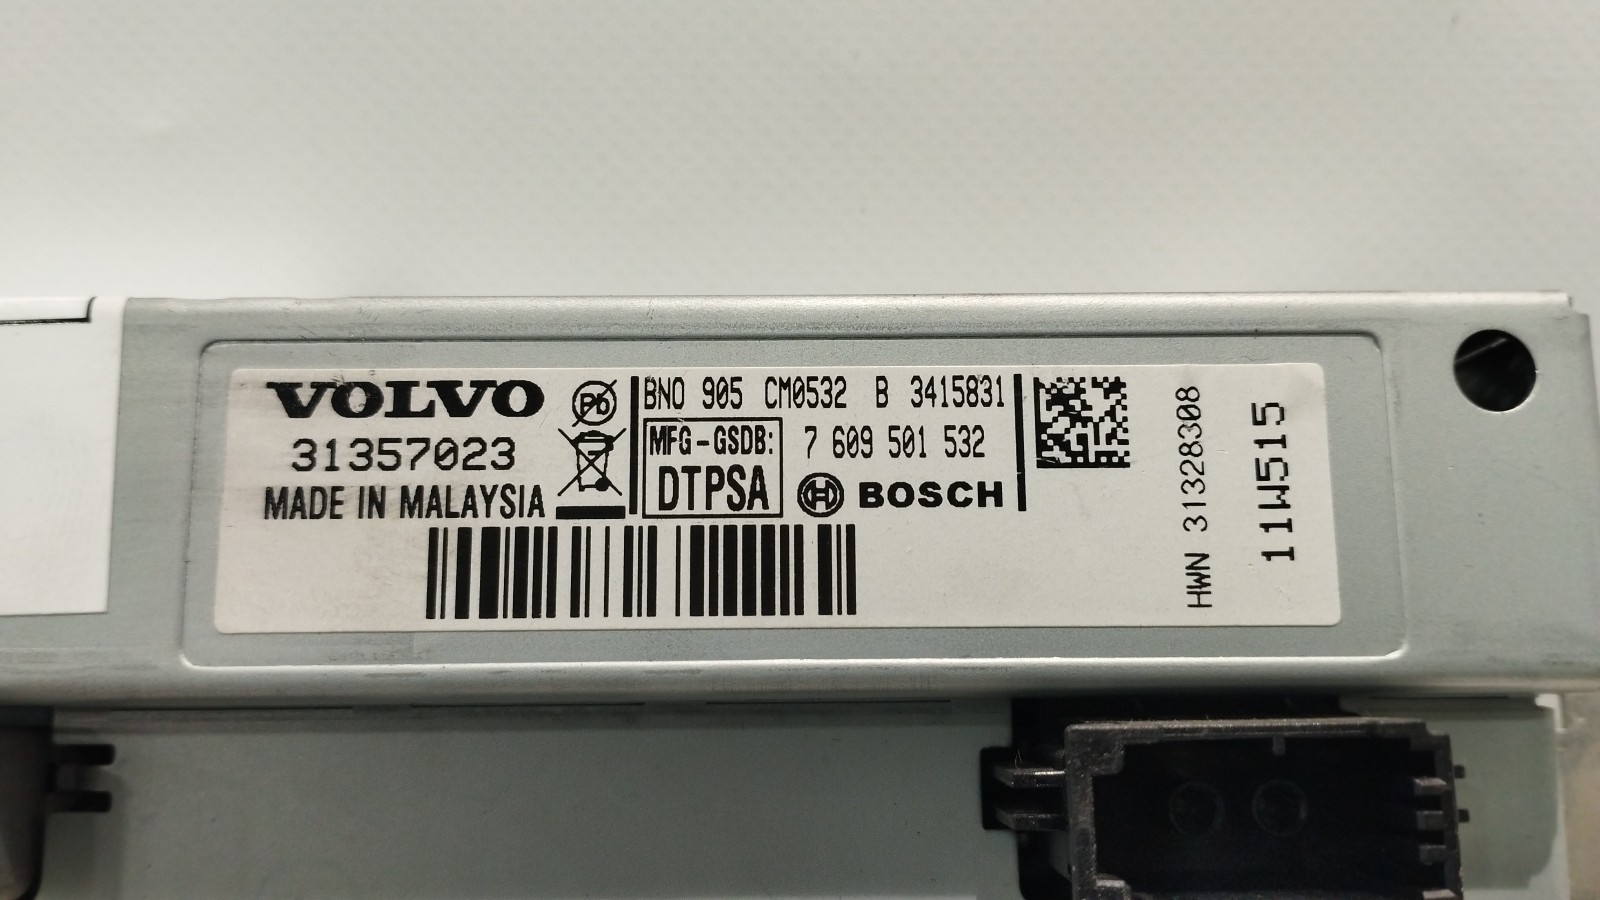 VOLVO
31357023
MADE IN MALAYSIA
Pb
BNO 905 CM0532 B 3415831
MFG-GSDB:
DTPSA
7 609 501 532
BOSCH
HWN 31328308
11W515